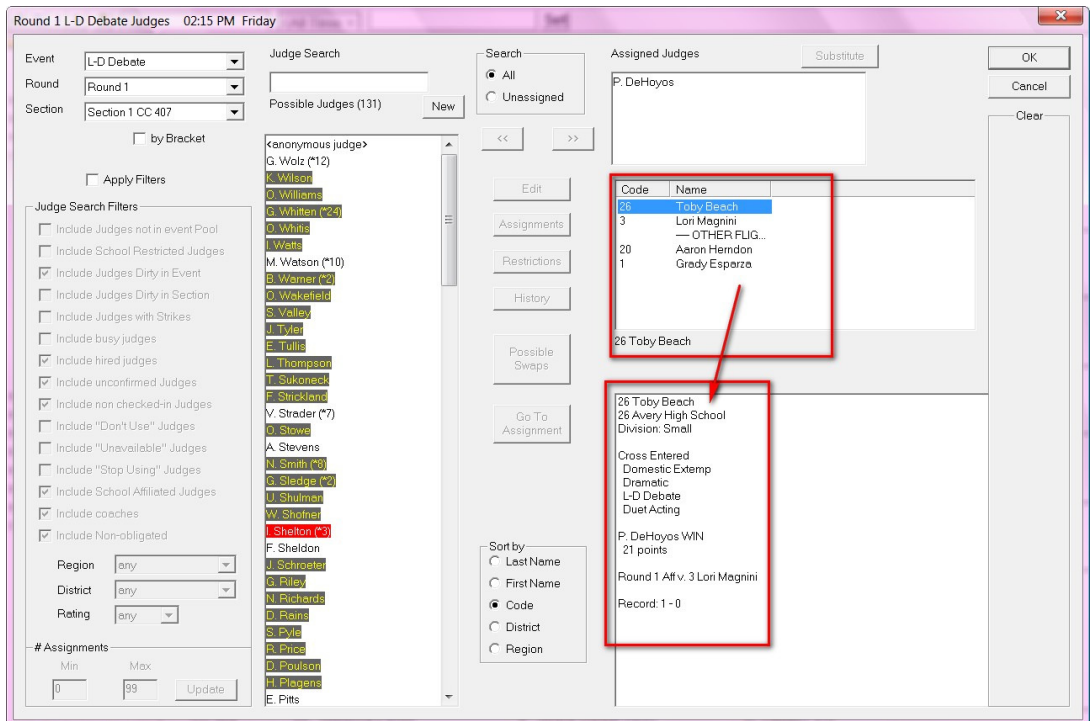 Round 1 L-D Debate Judges 02:15 PM Friday
Event
L-D Debate
Round
Round 1
Section
Section 1 CC 407
by Bracket
Apply Filters
Judge Search Filters
Include Judges not in event Pool
Include School Restricted Judges
Include Judges Dirty in Event
Include Judges Dirty in Section
Include Judges with Strikes
Include busy judges
Include hired judges
Include unconfirmed Judges
Include non checked-in Judges
Include "Don't Use" Judges
Include "Unavailable" Judges
Include "Stop Using" Judges
Include School Affiliated Judges
Include coaches
Include Non-obligated
Region
any
District
any
Rating
any
# Assignments
Min
Max
0
99
Update
Judge Search
Possible Judges (131)
New
<anonymous judge>
G. Wolz (*12)
K. Wilson
O. Williams
G. Whitten (*24)
O. Whitis
I. Watts
M. Watson (*10)
B. Warner (*2)
O. Wakefield
S. Valley
J. Tyler
E. Tullis
L. Thompson
T. Sukoneck
F. Strickland
V. Strader (*7)
O. Stowe
A. Stevens
N. Smith (*8)
G. Sledge (*2)
U. Shulman
W. Shofner
I. Shelton (*3)
F. Sheldon
J. Schroeter
G. Riley
N. Richards
D. Rains
S. Pyle
R. Price
D. Poulson
H. Plagens
E. Pitts
Search
All
Unassigned
<<
>>
Edit
Assignments
Restrictions
History
Possible
Swaps
Go To
Assignment
Sort by
Last Name
First Name
Code
District
Region
Assigned Judges
Substitute
P. DeHoyos
Code Name
26 Toby Beach
3 Lori Magnini
— OTHER FLIG...
20 Aaron Herndon
1 Grady Esparza
26 Toby Beach
26 Toby Beach
26 Avery High School
Division: Small
Cross Entered
Domestic Extemp
Dramatic
L-D Debate
Duet Acting
P. DeHoyos WIN
21 points
Round 1 Aff v. 3 Lori Magnini
Record: 1 - 0
OK
Cancel
Clear